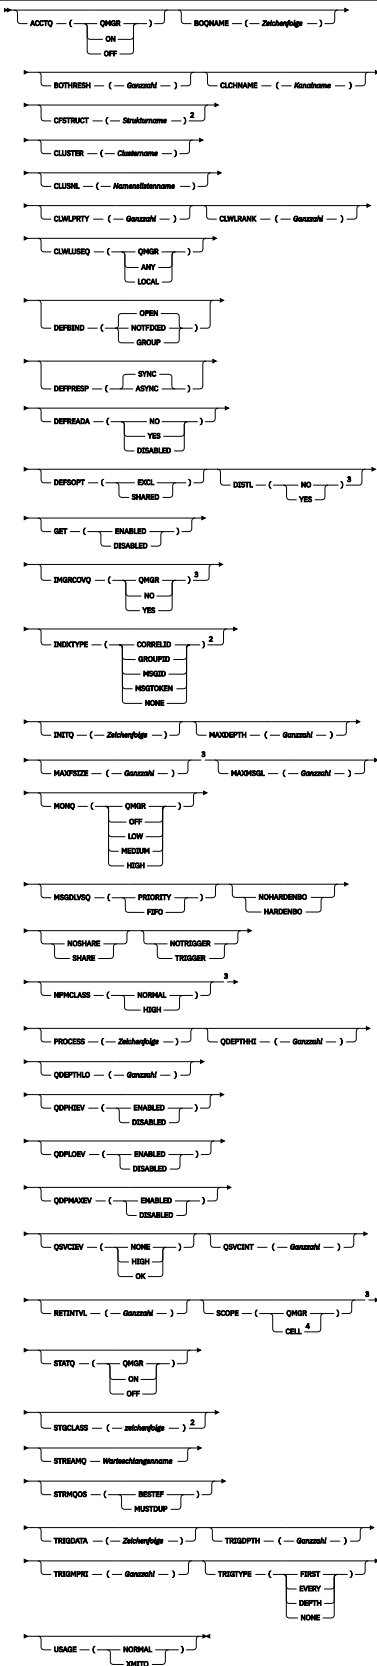 ACCTQ ( QMGR ) BOQNAME ( Zeichenfolge )
ON
OFF
BOTHRESH ( Ganzzahl ) CLCHNAME ( Kanalname )
CFSTRUCT ( Strukturname ) 2
CLUSTER ( Clustername )
CLUSNL ( Namenslistenname )
CLWLPRTY ( Ganzzahl ) CLWLRANK ( Ganzzahl )
CLWLUSEQ ( QMGR )
ANY
LOCAL
OPEN
DEFBIND ( NOTFIXED )
GROUP
SYNC
DEFPRESP ( ASYNC )
DEFREADA ( NO )
YES
DISABLED
DEFSOPT ( EXCL ) DISTL ( NO ) 3
SHARED YES
GET ( ENABLED )
DISABLED
IMGRCOVQ ( QMGR ) 3
NO
YES
INDXTYPE ( CORRELID ) 2
GROUPID
MSGID
MSGTOKEN
NONE
INITQ ( Zeichenfolge ) MAXDEPTH ( Ganzzahl )
MAXFSIZE ( Ganzzahl ) 3 MAXMSGL ( Ganzzahl )
MONQ ( QMGR )
OFF
LOW
MEDIUM
HIGH
MSGDLVSQ ( PRIORITY ) NOHARDENBO
FIFO HARDENBO
NOSHARE NOTRIGGER
SHARE TRIGGER
NPMCLASS ( NORMAL ) 3
HIGH
PROCESS ( Zeichenfolge ) QDEPTHHI ( Ganzzahl )
QDEPTHLO ( Ganzzahl )
QDPHIEV ( ENABLED )
DISABLED
QDPLOEV ( ENABLED )
DISABLED
QDPMAXEV ( ENABLED )
DISABLED
QSVCIEV ( NONE ) QSVCINT ( Ganzzahl )
HIGH
OK
RETINTVL ( Ganzzahl ) SCOPE ( QMGR ) 3
CELL 4
STATQ ( QMGR )
ON
OFF
STGCLASS ( zeichenfolge ) 2
STREAMQ Warteschlangenname
STRMQOS ( BESTEF )
MUSTDUP
TRIGDATA ( Zeichenfolge ) TRIGDPTH ( Ganzzahl )
TRIGMPRI ( Ganzzahl ) TRIGTYPE ( FIRST )
EVERY
DEPTH
NONE
USAGE ( NORMAL )
XMITQ